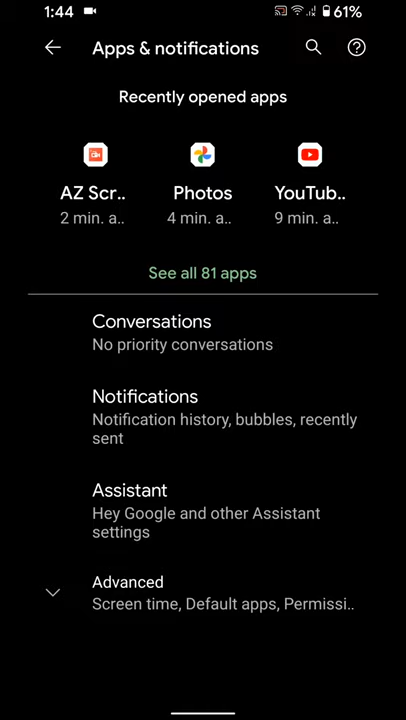 1:44
61%
Apps & notifications
Recently opened apps
AZ Scr.. Photos YouTub..
2 min. a.. 4 min. a.. 9 min. a..
See all 81 apps
Conversations
No priority conversations
Notifications
Notification history, bubbles, recently
sent
Assistant
Hey Google and other Assistant
settings
Advanced
Screen time, Default apps, Permissi..